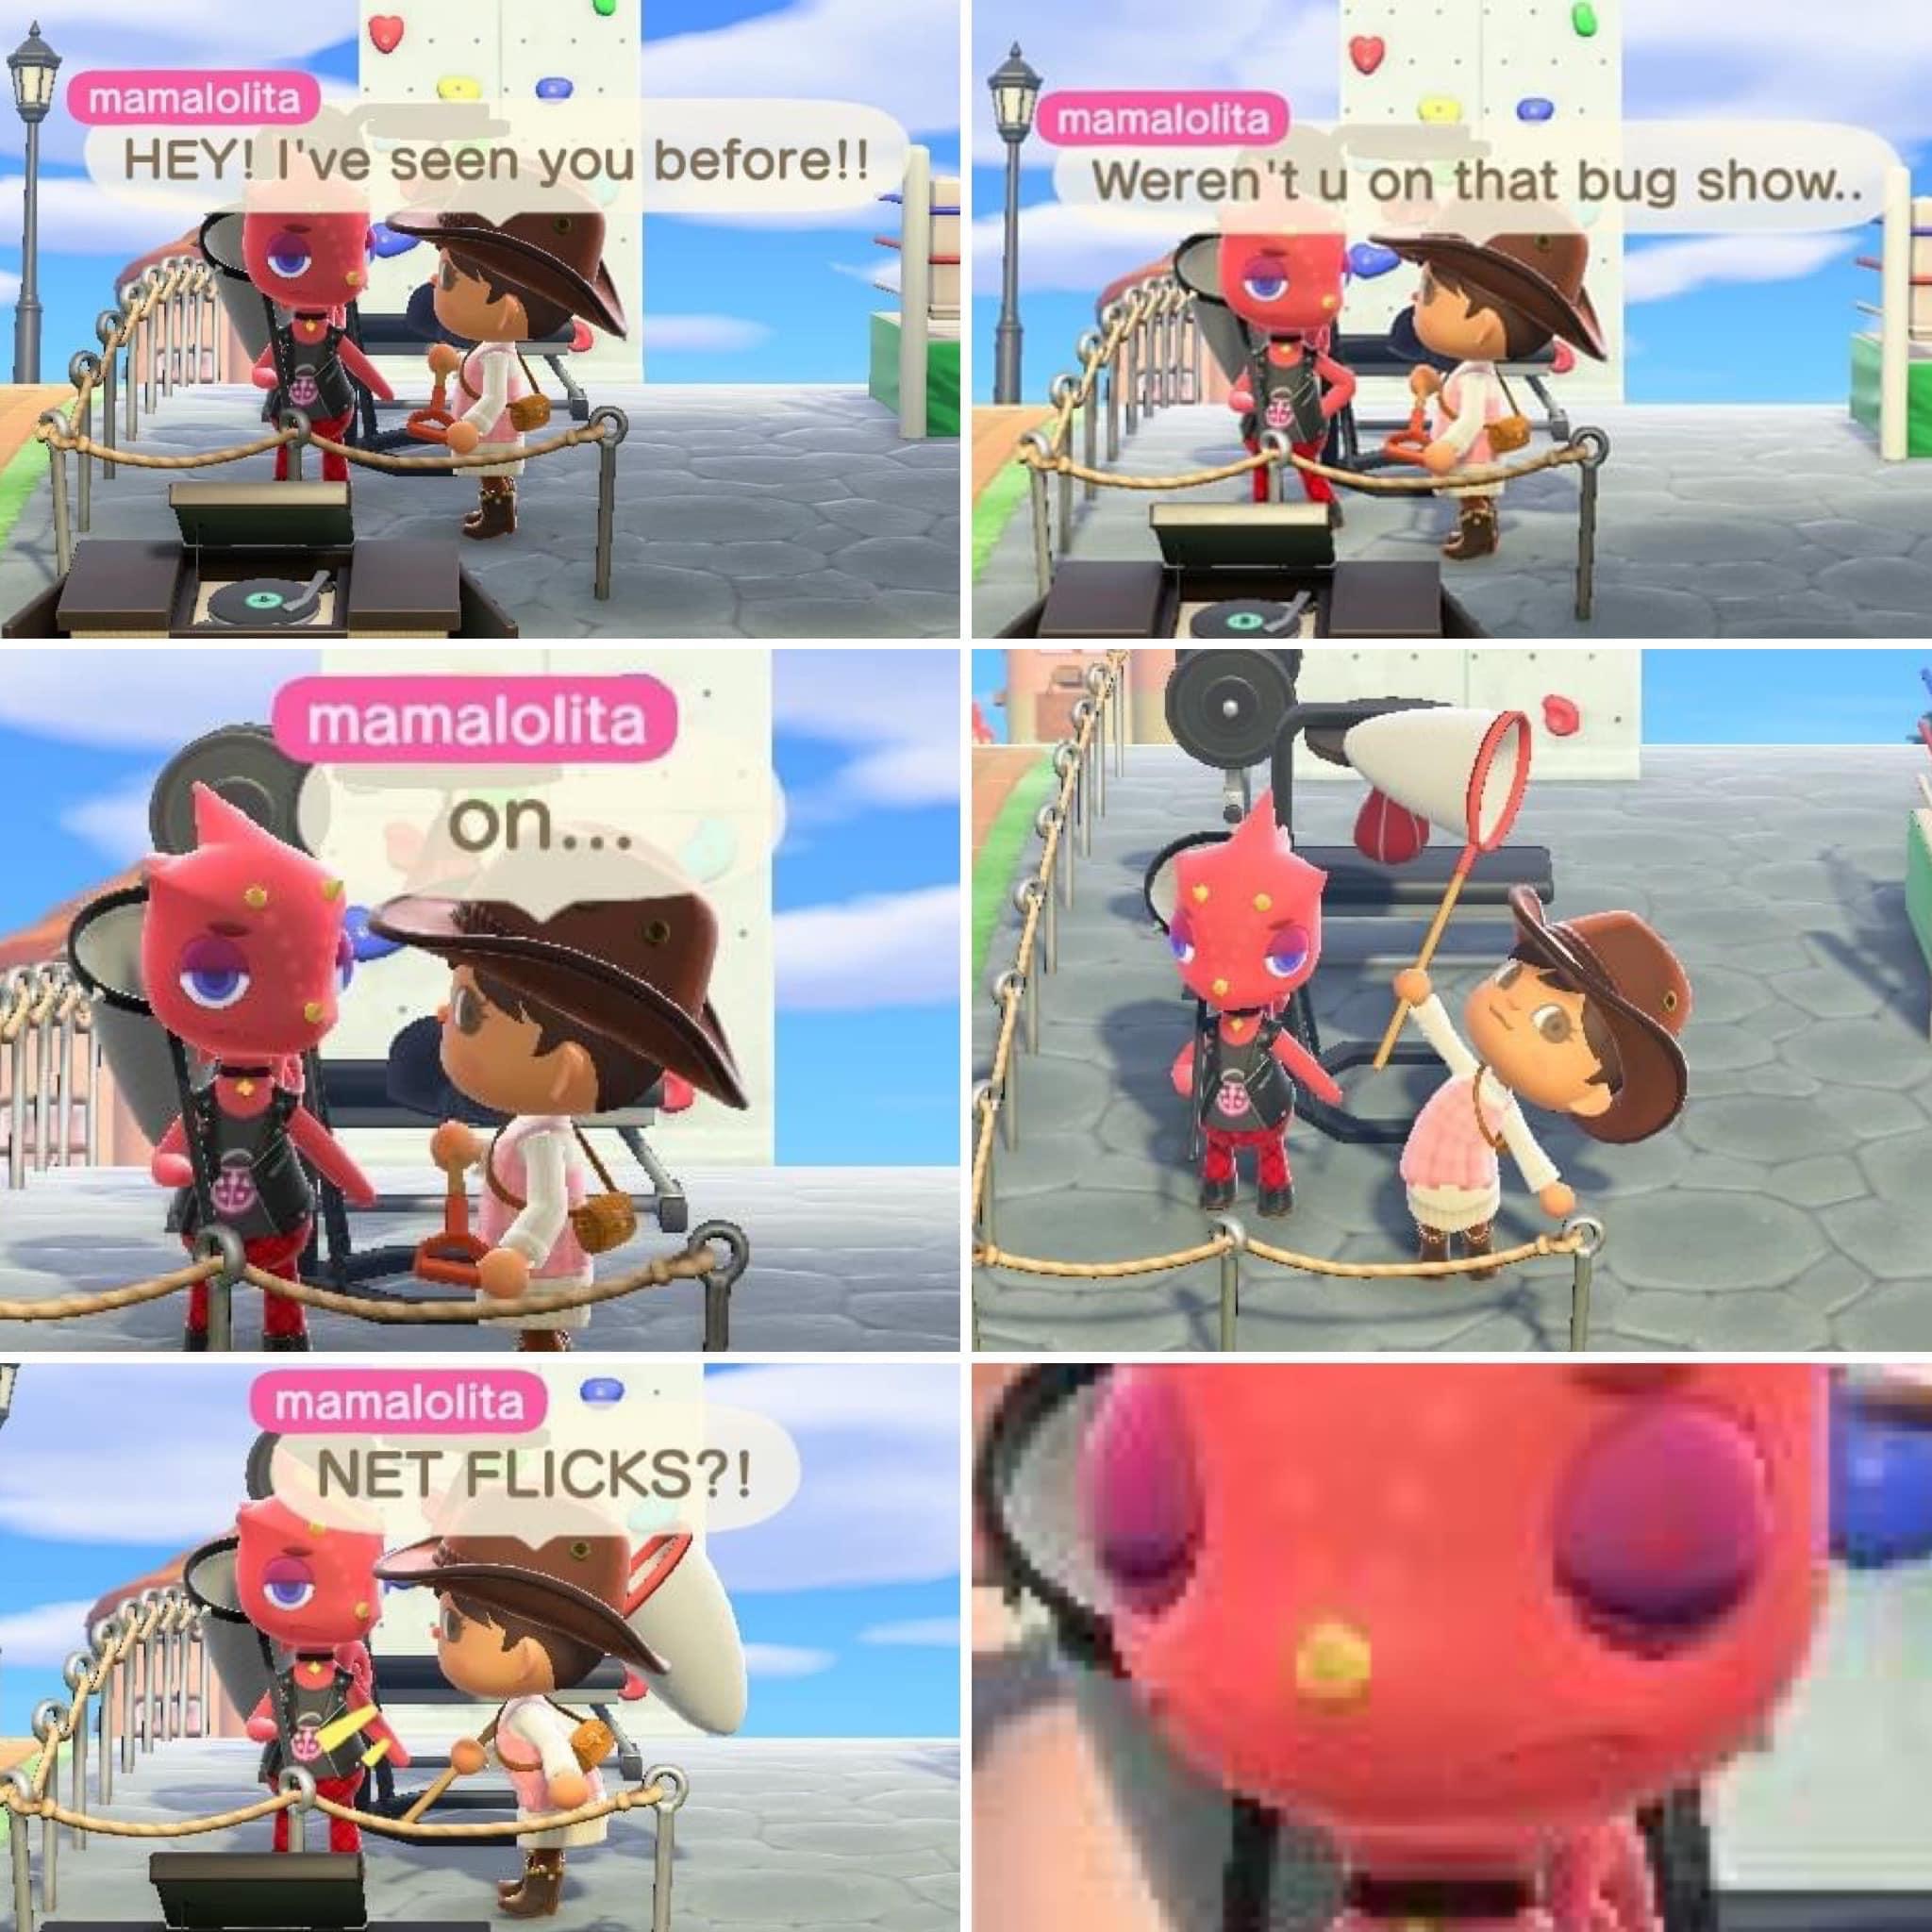 mamalolita
HEY! I've seen you before!!
mamalolita
Weren't u on that bug show..
mamalolita
on...
mamalolita
NET FLICKS?!